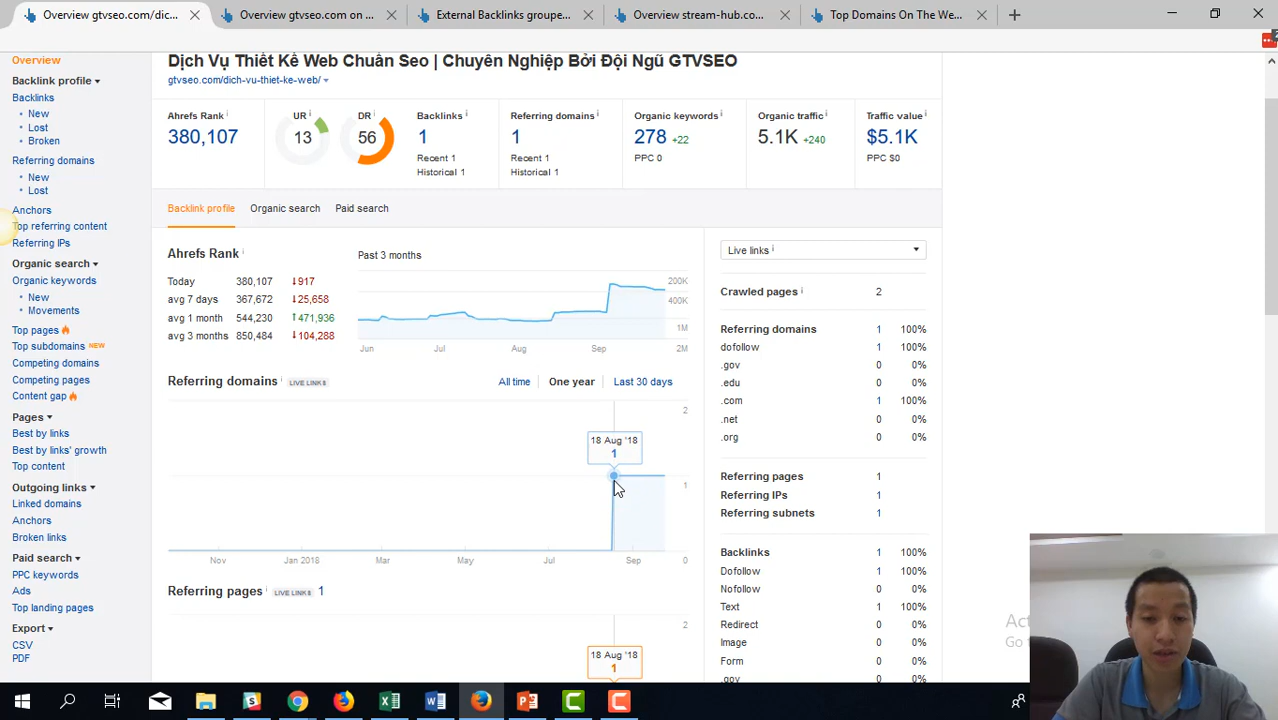 Overview gtvseo.com/dic...
Overview gtvseo.com on ...
External Backlinks groupe...
Overview stream-hub.co...
Top Domains On The We...
Overview
Backlink profile
Backlinks
New
Lost
Broken
Referring domains
New
Lost
Anchors
Top referring content
Referring IPs
Organic search
Organic keywords
New
Movements
Top pages
Top subdomains NEW
Competing domains
Competing pages
Content gap
Pages
Best by links
Best by links' growth
Top content
Outgoing links
Linked domains
Anchors
Broken links
Paid search
PPC keywords
Ads
Top landing pages
Export
CSV
PDF
Dịch Vụ Thiết Kế Web Chuẩn Seo | Chuyên Nghiệp Bởi Đội Ngũ GTVSEO
gtvseo.com/dich-vu-thiet-ke-web/
Ahrefs Rank
380,107
UR
13
DR
56
Backlinks
1
Recent 1
Historical 1
Referring domains
1
Recent 1
Historical 1
Organic keywords
278 +22
PPC 0
Organic traffic
5.1K +240
Traffic value
$5.1K
PPC $0
Backlink profile
Organic search
Paid search
Ahrefs Rank
Today 380,107 ↓917
avg 7 days 367,672 ↓25,658
avg 1 month 544,230 ↑471,936
avg 3 months 850,484 ↓104,288
Past 3 months
200K
400K
1M
2M
Jun Jul Aug Sep
Referring domains LIVE LINKS
All time One year Last 30 days
2
18 Aug '18
1
1
0
Nov Jan 2018 Mar May Jul Sep
Referring pages LIVE LINKS 1
2
18 Aug '18
1
Live links
Crawled pages 2
Referring domains 1 100%
dofollow 1 100%
.gov 0 0%
.edu 0 0%
.com 1 100%
.net 0 0%
.org 0 0%
Referring pages 1
Referring IPs 1
Referring subnets 1
Backlinks 1 100%
Dofollow 1 100%
Nofollow 0 0%
Text 1 100%
Redirect 0 0%
Image 0 0%
Form 0 0%
.gov 0 0%